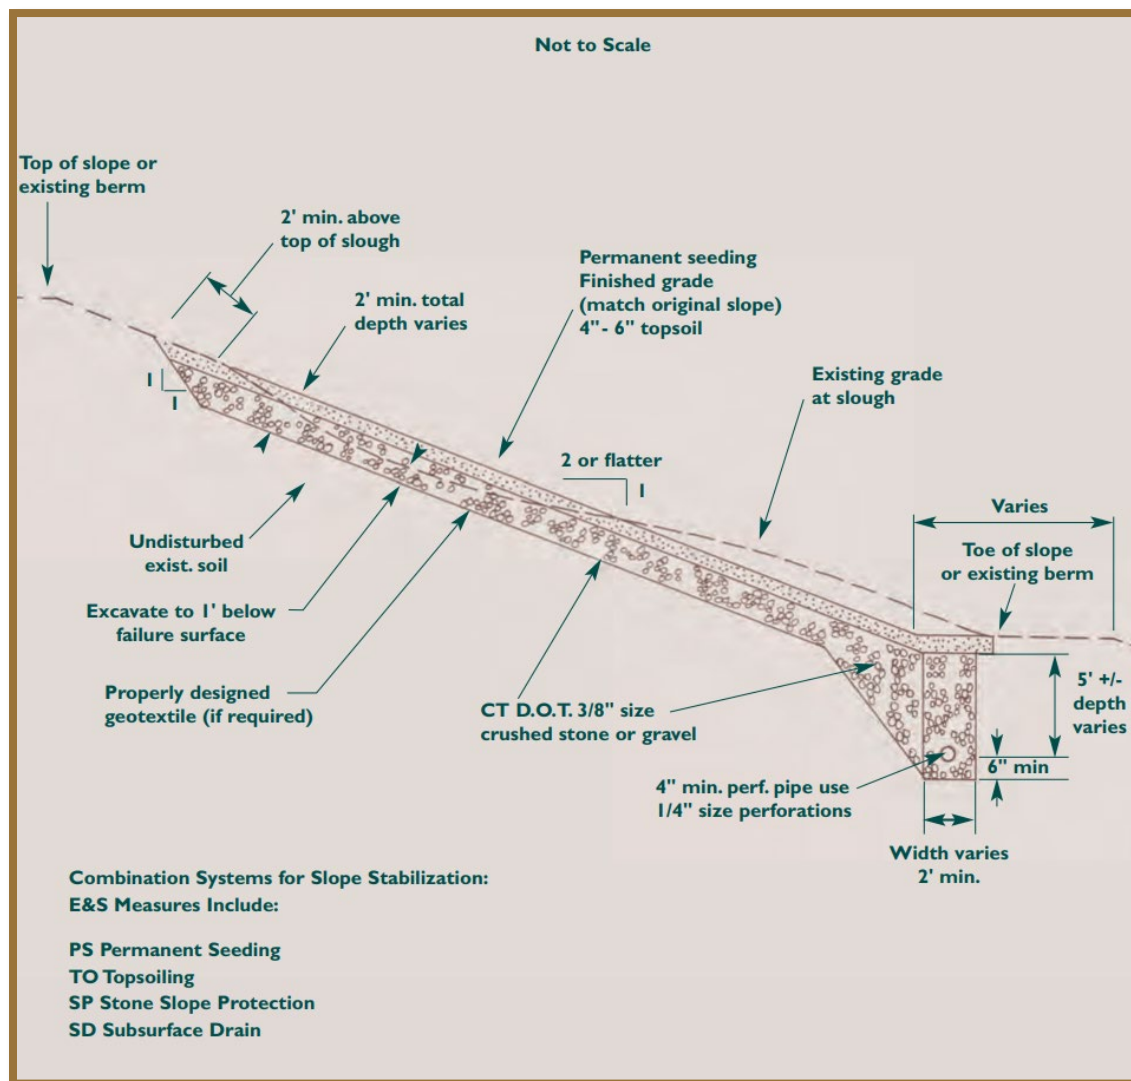 Not to Scale
Top of slope or
existing berm
2' min. above
top of slough
2' min. total
depth varies
Permanent seeding
Finished grade
(match original slope)
4"- 6" topsoil
Existing grade
at slough
1
1
2 or flatter
1
Varies
Toe of slope
or existing berm
Undisturbed
exist. soil
Excavate to 1' below
failure surface
Properly designed
geotextile (if required)
CT D.O.T. 3/8" size
crushed stone or gravel
5' +/-
depth
varies
6" min
4" min. perf. pipe use
1/4" size perforations
Width varies
2' min.
Combination Systems for Slope Stabilization:
E&S Measures Include:
PS Permanent Seeding
TO Topsoiling
SP Stone Slope Protection
SD Subsurface Drain